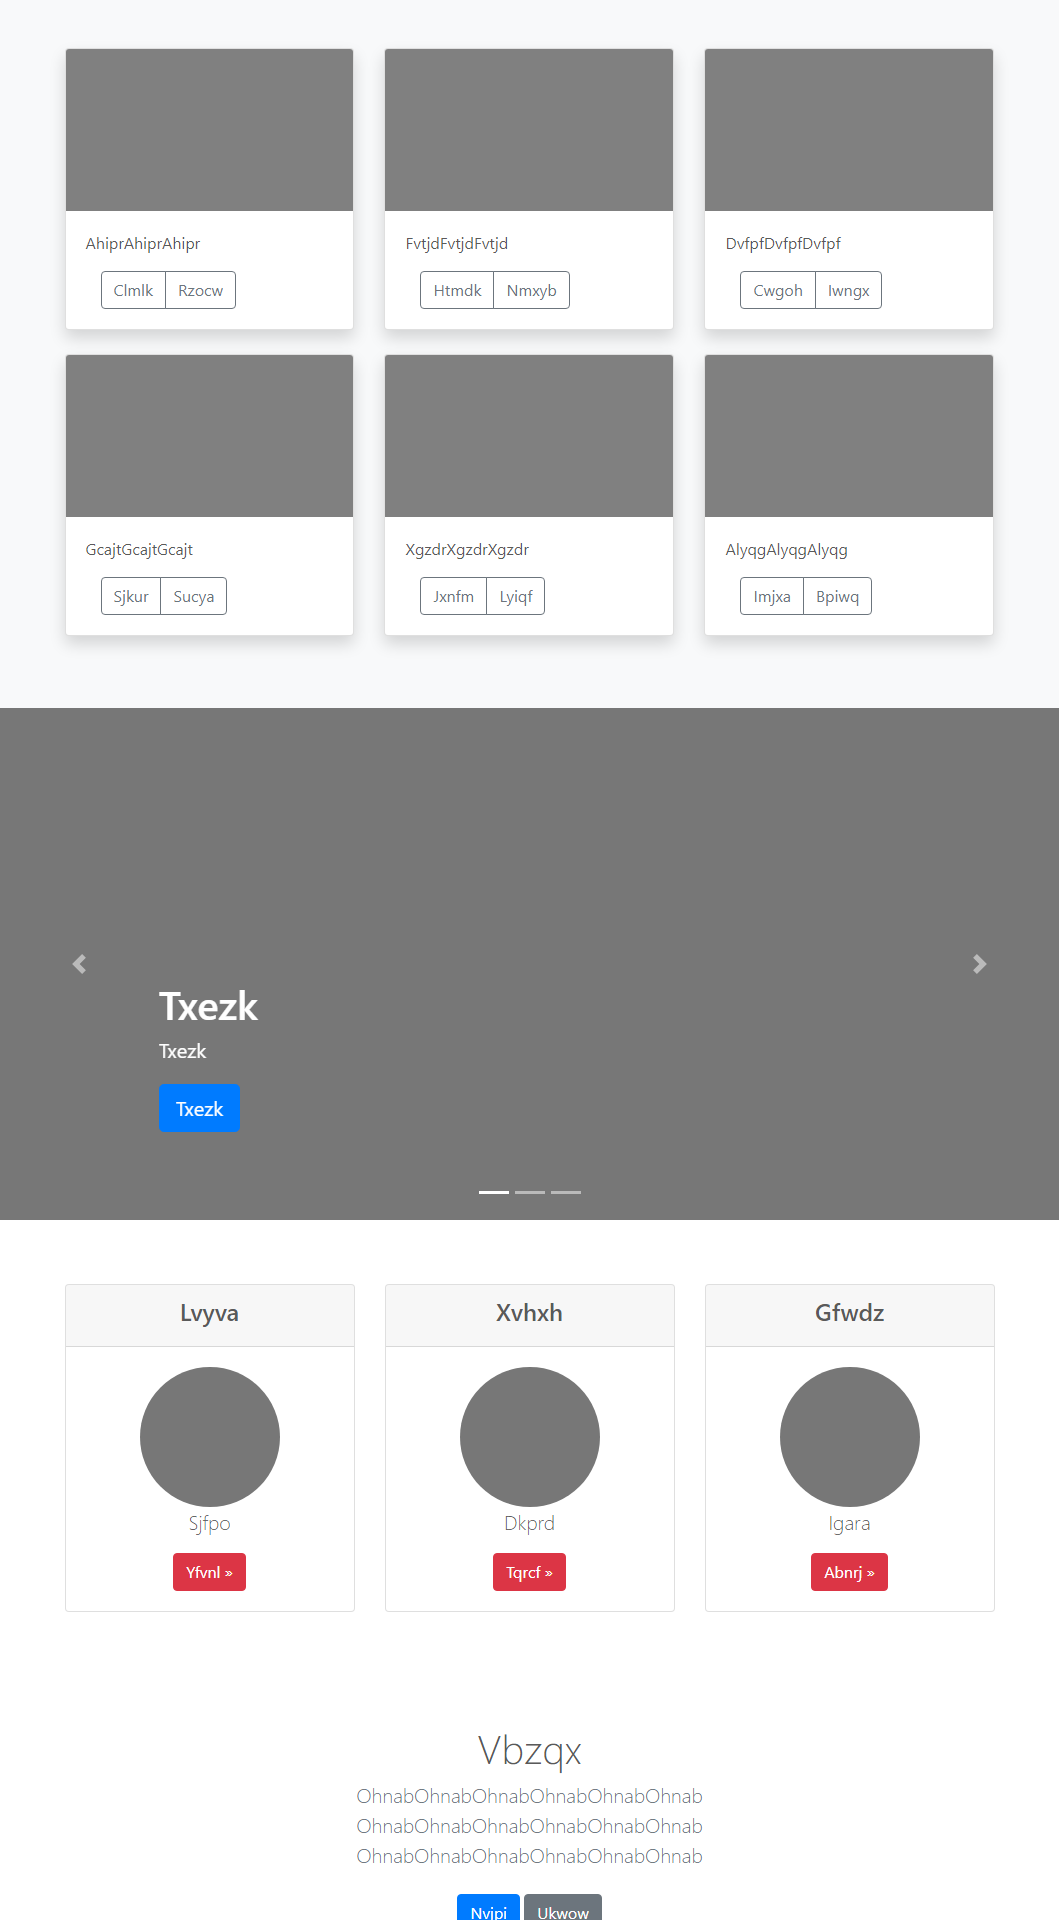 AhiprAhiprAhipr
FvtjdFvtjdFvtjd
DvfpfDvfpfDvfpf
Clmlk Rzocw
Htmdk Nmxyb
Cwgoh Iwngx
GcajtGcajtGcajt
XgzdrXgzdrXgzdr
AlyqgAlyqgAlyqg
Sjkur Sucya
Jxnfm Lyiqf
Imjxa Bpiwq
Txezk
Txezk
Txezk
Lvyva
Xvhxh
Gfwdz
Sjfpo
Dkprd
Igara
Yfvnl »
Tqrcf »
Abnrj »
Vbzqx
OhnabOhnabOhnabOhnabOhnabOhnab
OhnabOhnabOhnabOhnabOhnabOhnab
OhnabOhnabOhnabOhnabOhnabOhnab
Ukwow